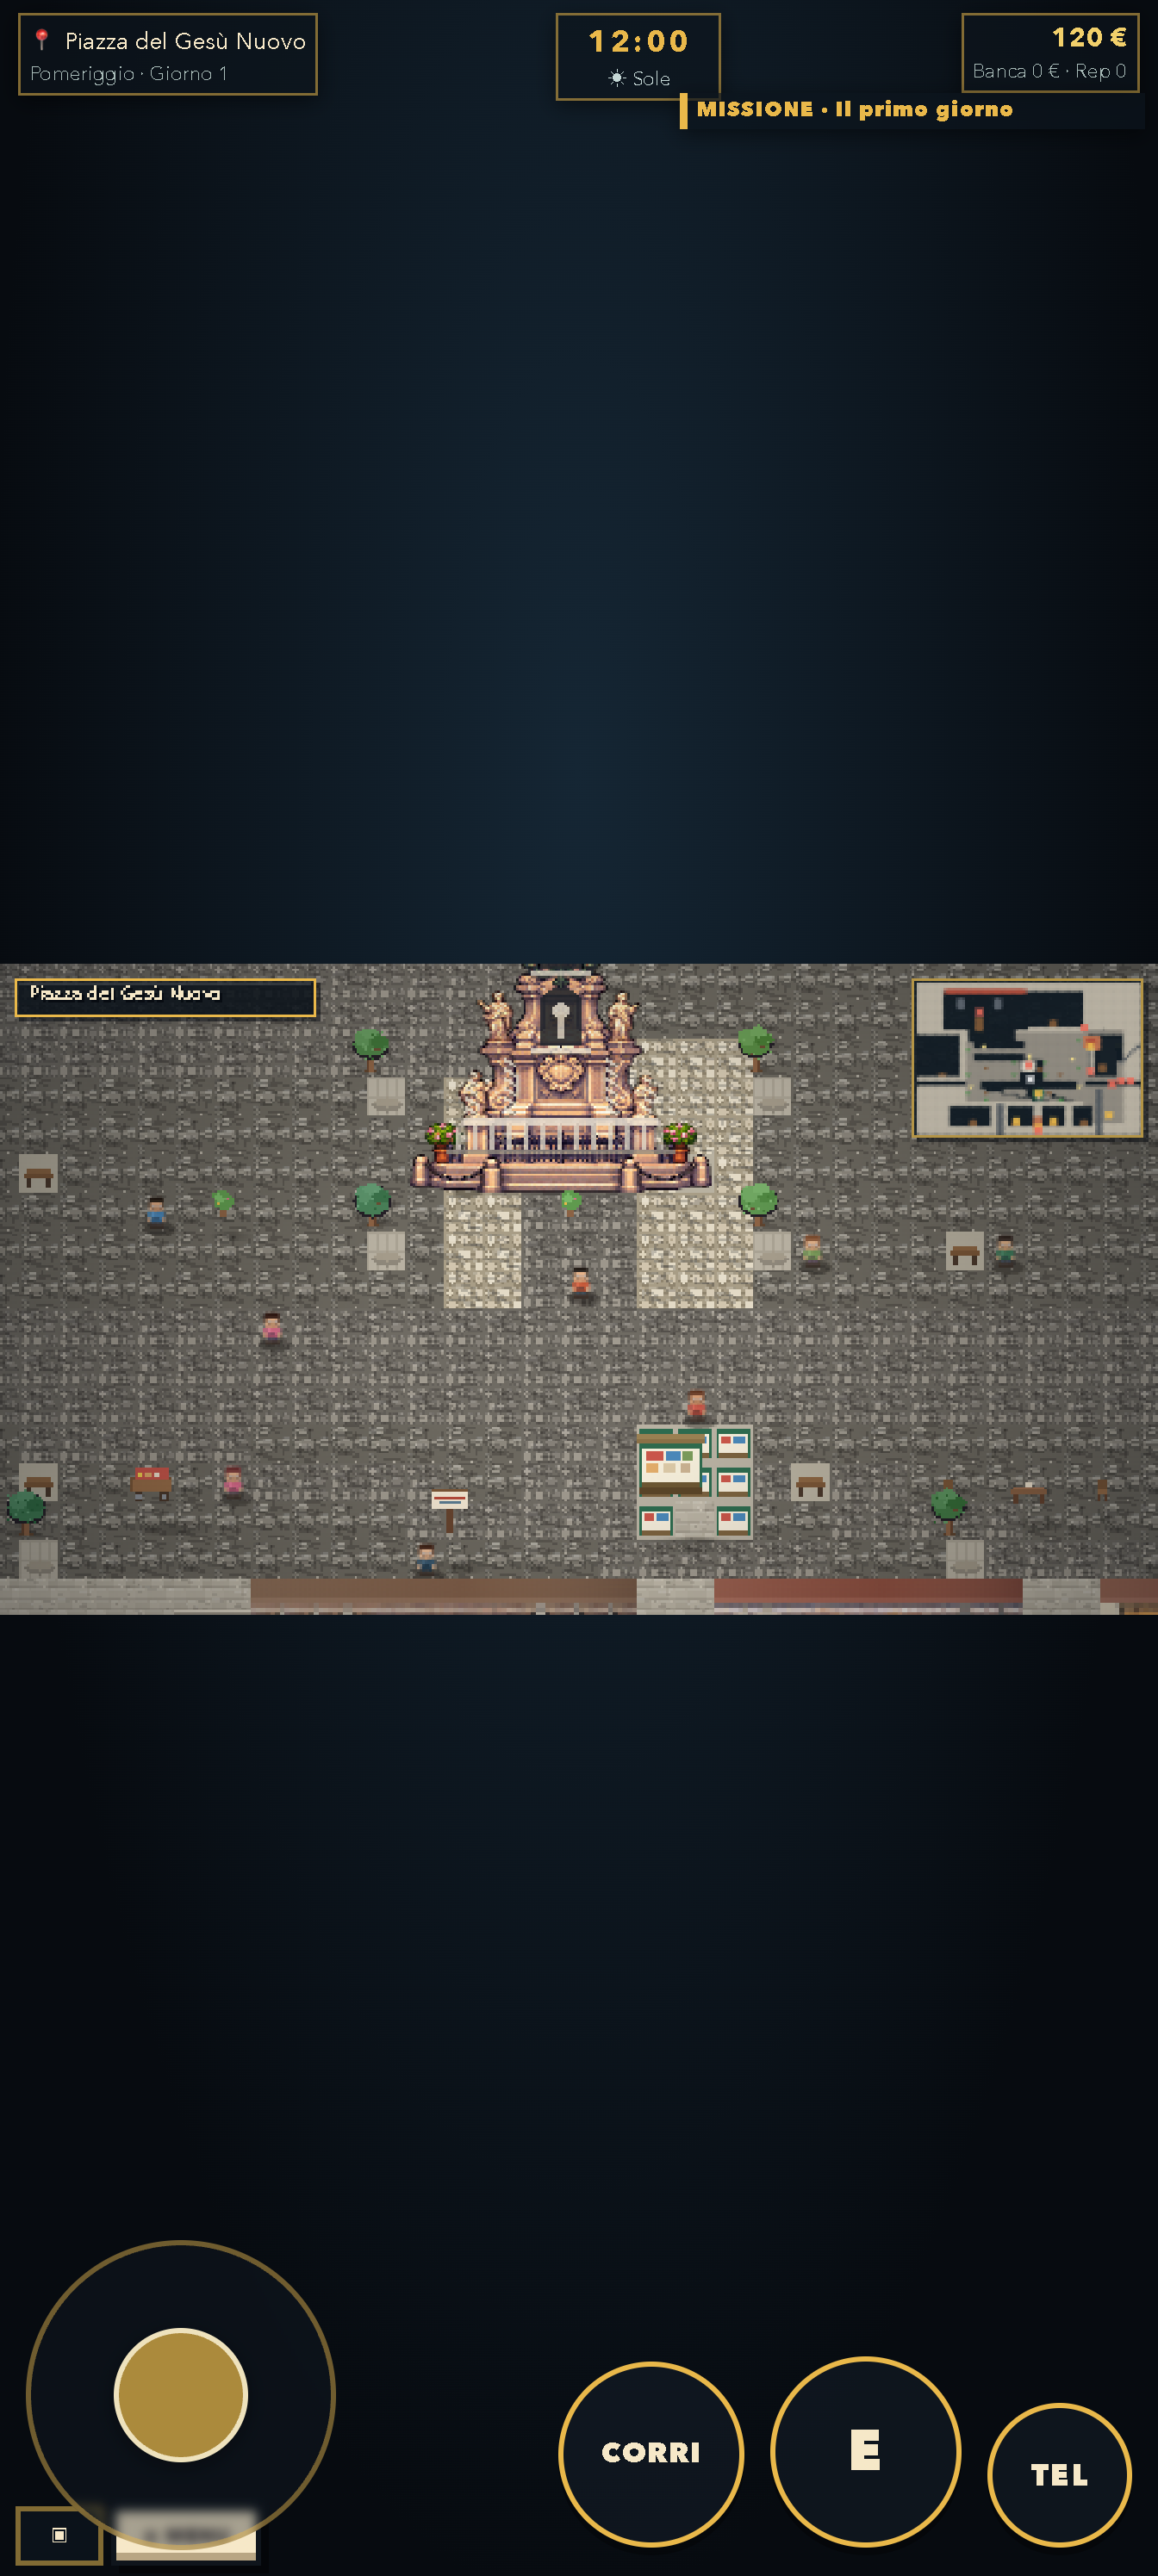 Piazza del Gesù Nuovo
Pomeriggio · Giorno 1
12:00
☀ Sole
120 €
Banca 0 € · Rep 0
MISSIONE · Il primo giorno
Piazza del Gesù Nuovo
CORRI
E
TEL